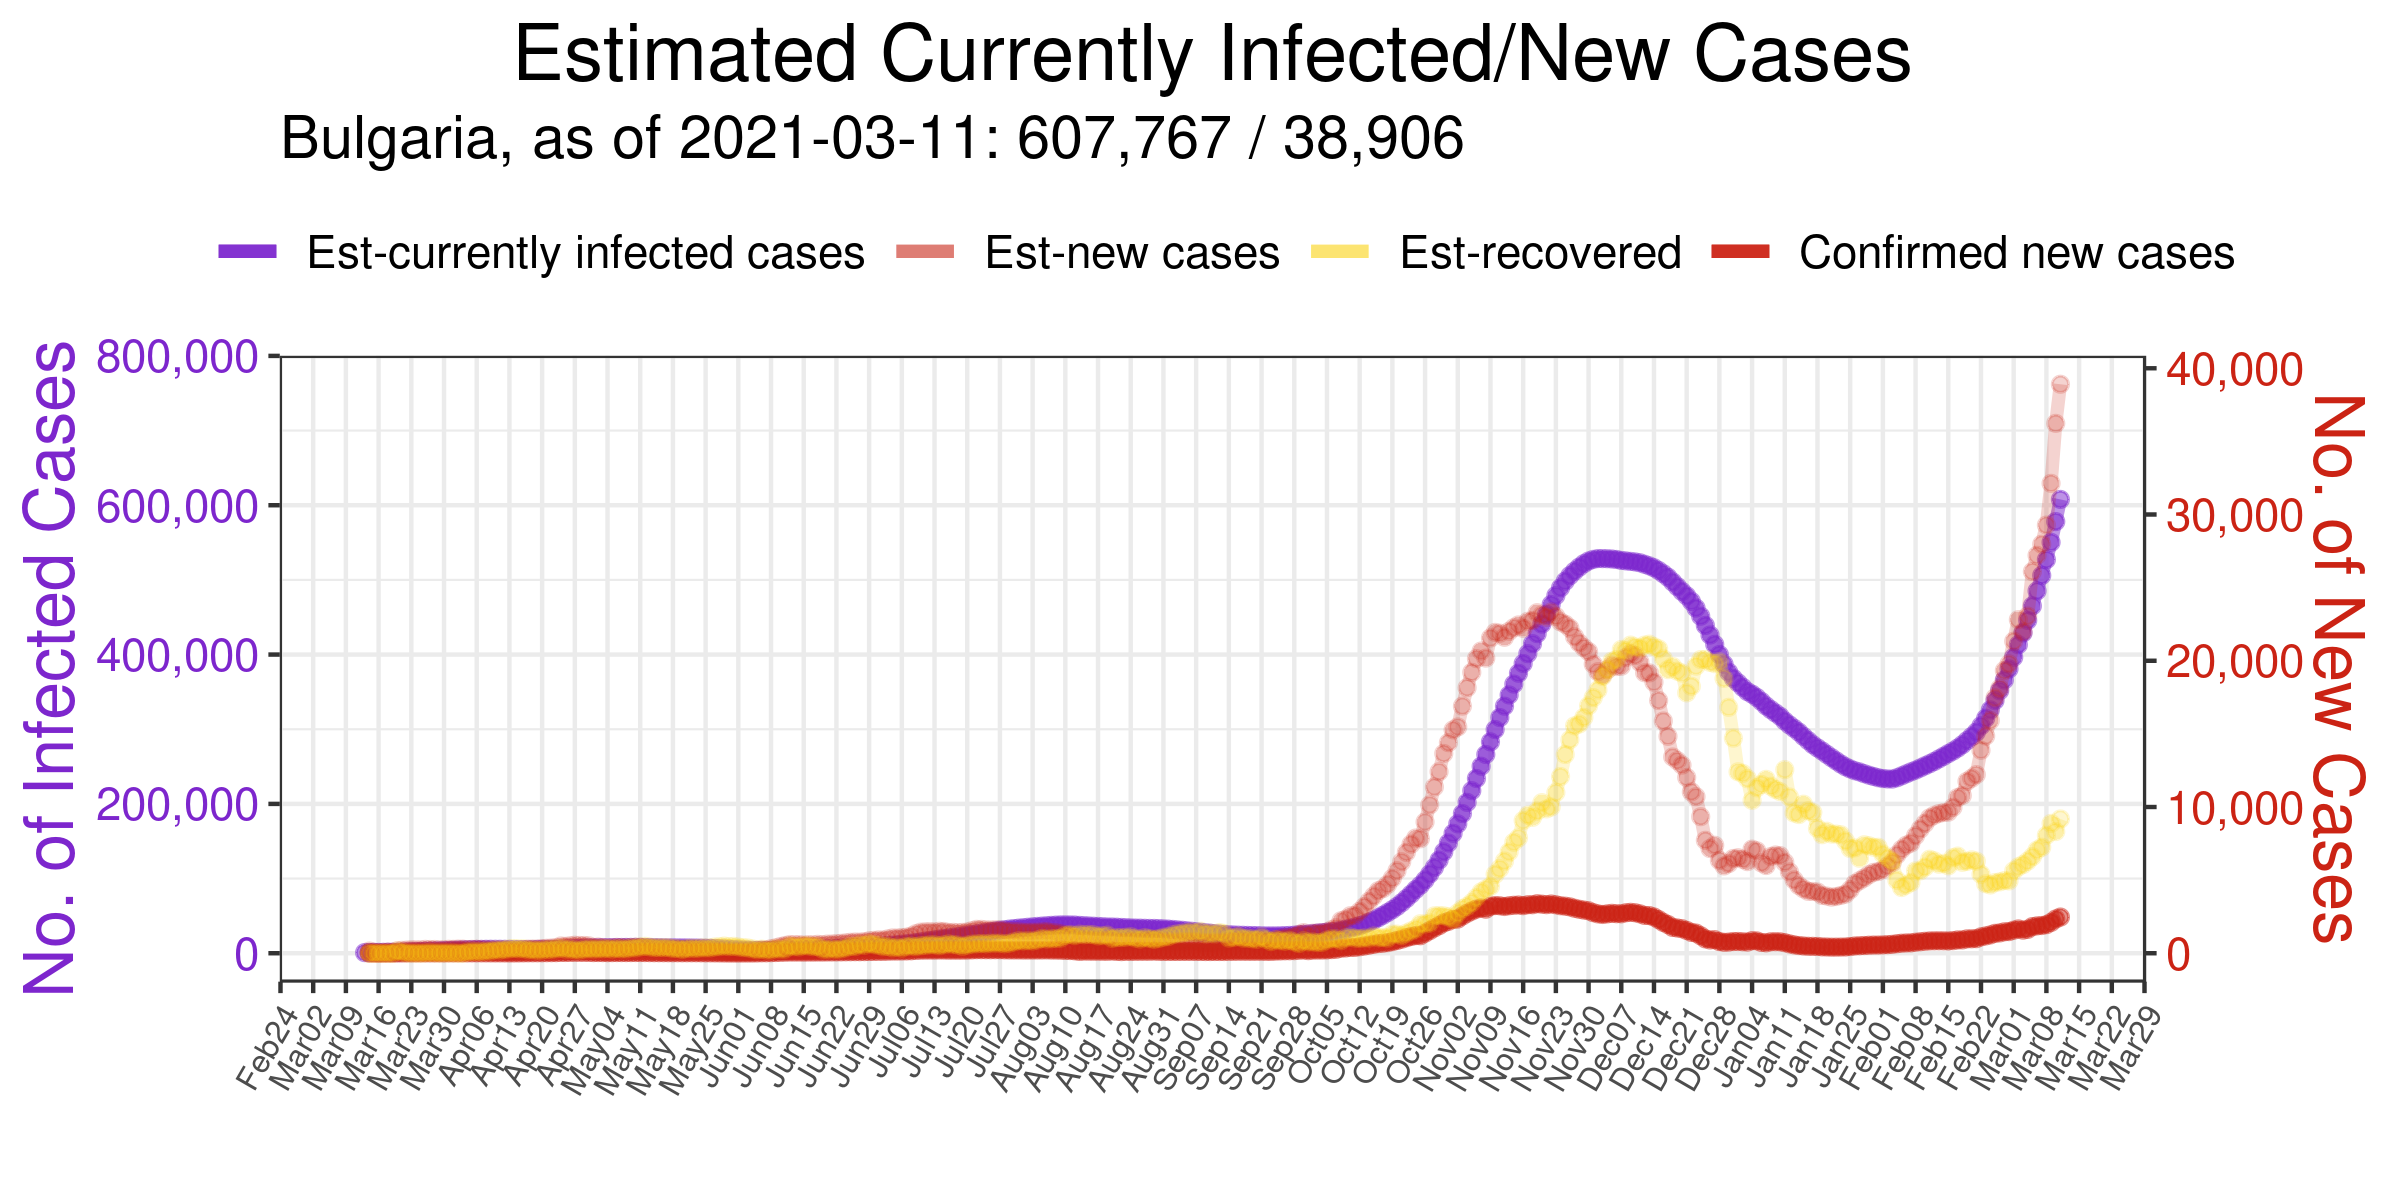 Estimated Currently Infected/New Cases
Bulgaria, as of 2021-03-11: 607,767 / 38,906
Est-currently infected cases Est-new cases Est-recovered Confirmed new cases
No. of Infected Cases
800,000
600,000
400,000
200,000
0
40,000
30,000
20,000
10,000
0
No. of New Cases
Feb24 Mar02 Mar09 Mar16 Mar23 Mar30 Apr06 Apr13 Apr20 Apr27 May04 May11 May18 May25 Jun01 Jun08 Jun15 Jun22 Jun29 Jul06 Jul13 Jul20 Jul27 Aug03 Aug10 Aug17 Aug24 Aug31 Sep07 Sep14 Sep21 Sep28 Oct05 Oct12 Oct19 Oct26 Nov02 Nov09 Nov16 Nov23 Nov30 Dec07 Dec14 Dec21 Dec28 Jan04 Jan11 Jan18 Jan25 Feb01 Feb08 Feb15 Feb22 Mar01 Mar08 Mar15 Mar22 Mar29